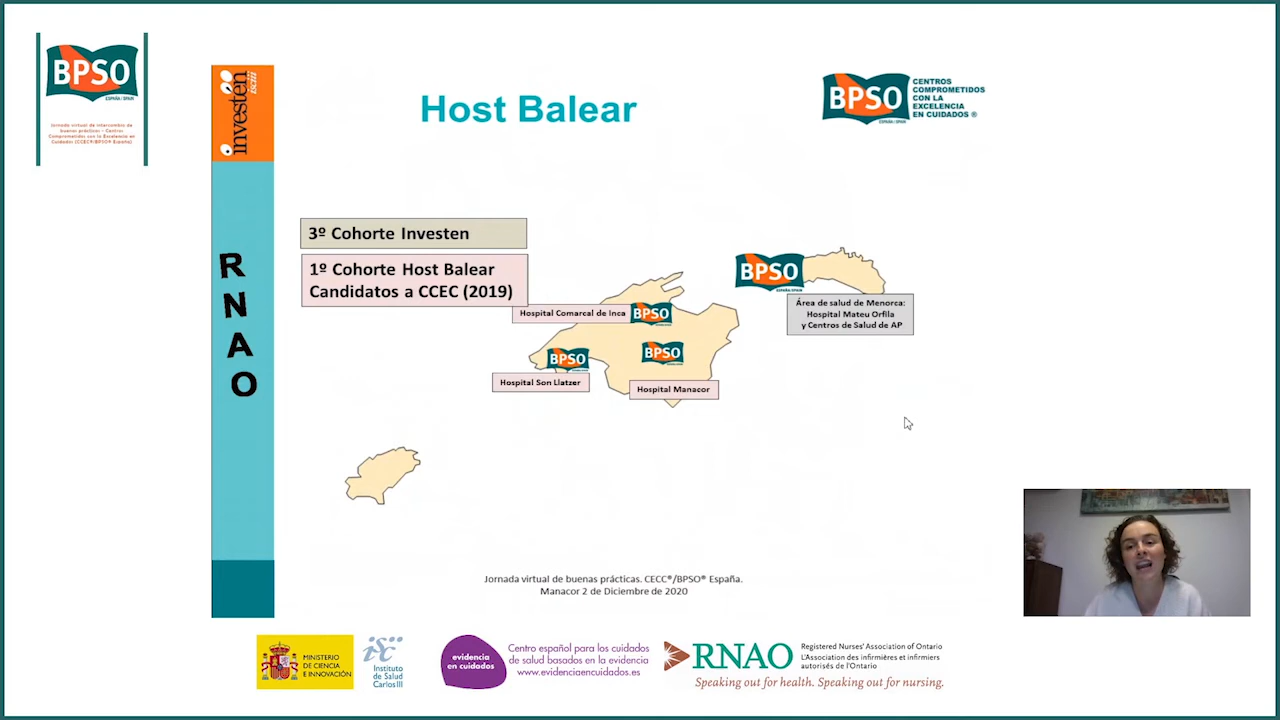 BPSO
ESPAÑA/SPAIN
Jornada virtual de intercambio de
buenas prácticas – Centros
Comprometidos con la Excelencia en
Cuidados (CCEC®/BPSO® España)
investén
isciii
RNAO
Host Balear
BPSO
ESPAÑA/SPAIN
CENTROS
COMPROMETIDOS
CON LA
EXCELENCIA
EN CUIDADOS ®
3º Cohorte Investen
1º Cohorte Host Balear
Candidatos a CCEC (2019)
BPSO
ESPAÑA/SPAIN
Área de salud de Menorca:
Hospital Mateu Orfila
y Centros de Salud de AP
Hospital Comarcal de Inca
BPSO
BPSO
BPSO
Hospital Son Llatzer
Hospital Manacor
Jornada virtual de buenas prácticas. CECC®/BPSO® España.
Manacor 2 de Diciembre de 2020
MINISTERIO
DE CIENCIA
E INNOVACIÓN
isciii
Instituto
de Salud
Carlos III
evidencia
en cuidados
Centro español para los cuidados
de salud basados en la evidencia
www.evidenciaencuidados.es
RNAO
Registered Nurses' Association of Ontario
L'Association des infirmières et infirmiers
autorisés de l'Ontario
Speaking out for health. Speaking out for nursing.